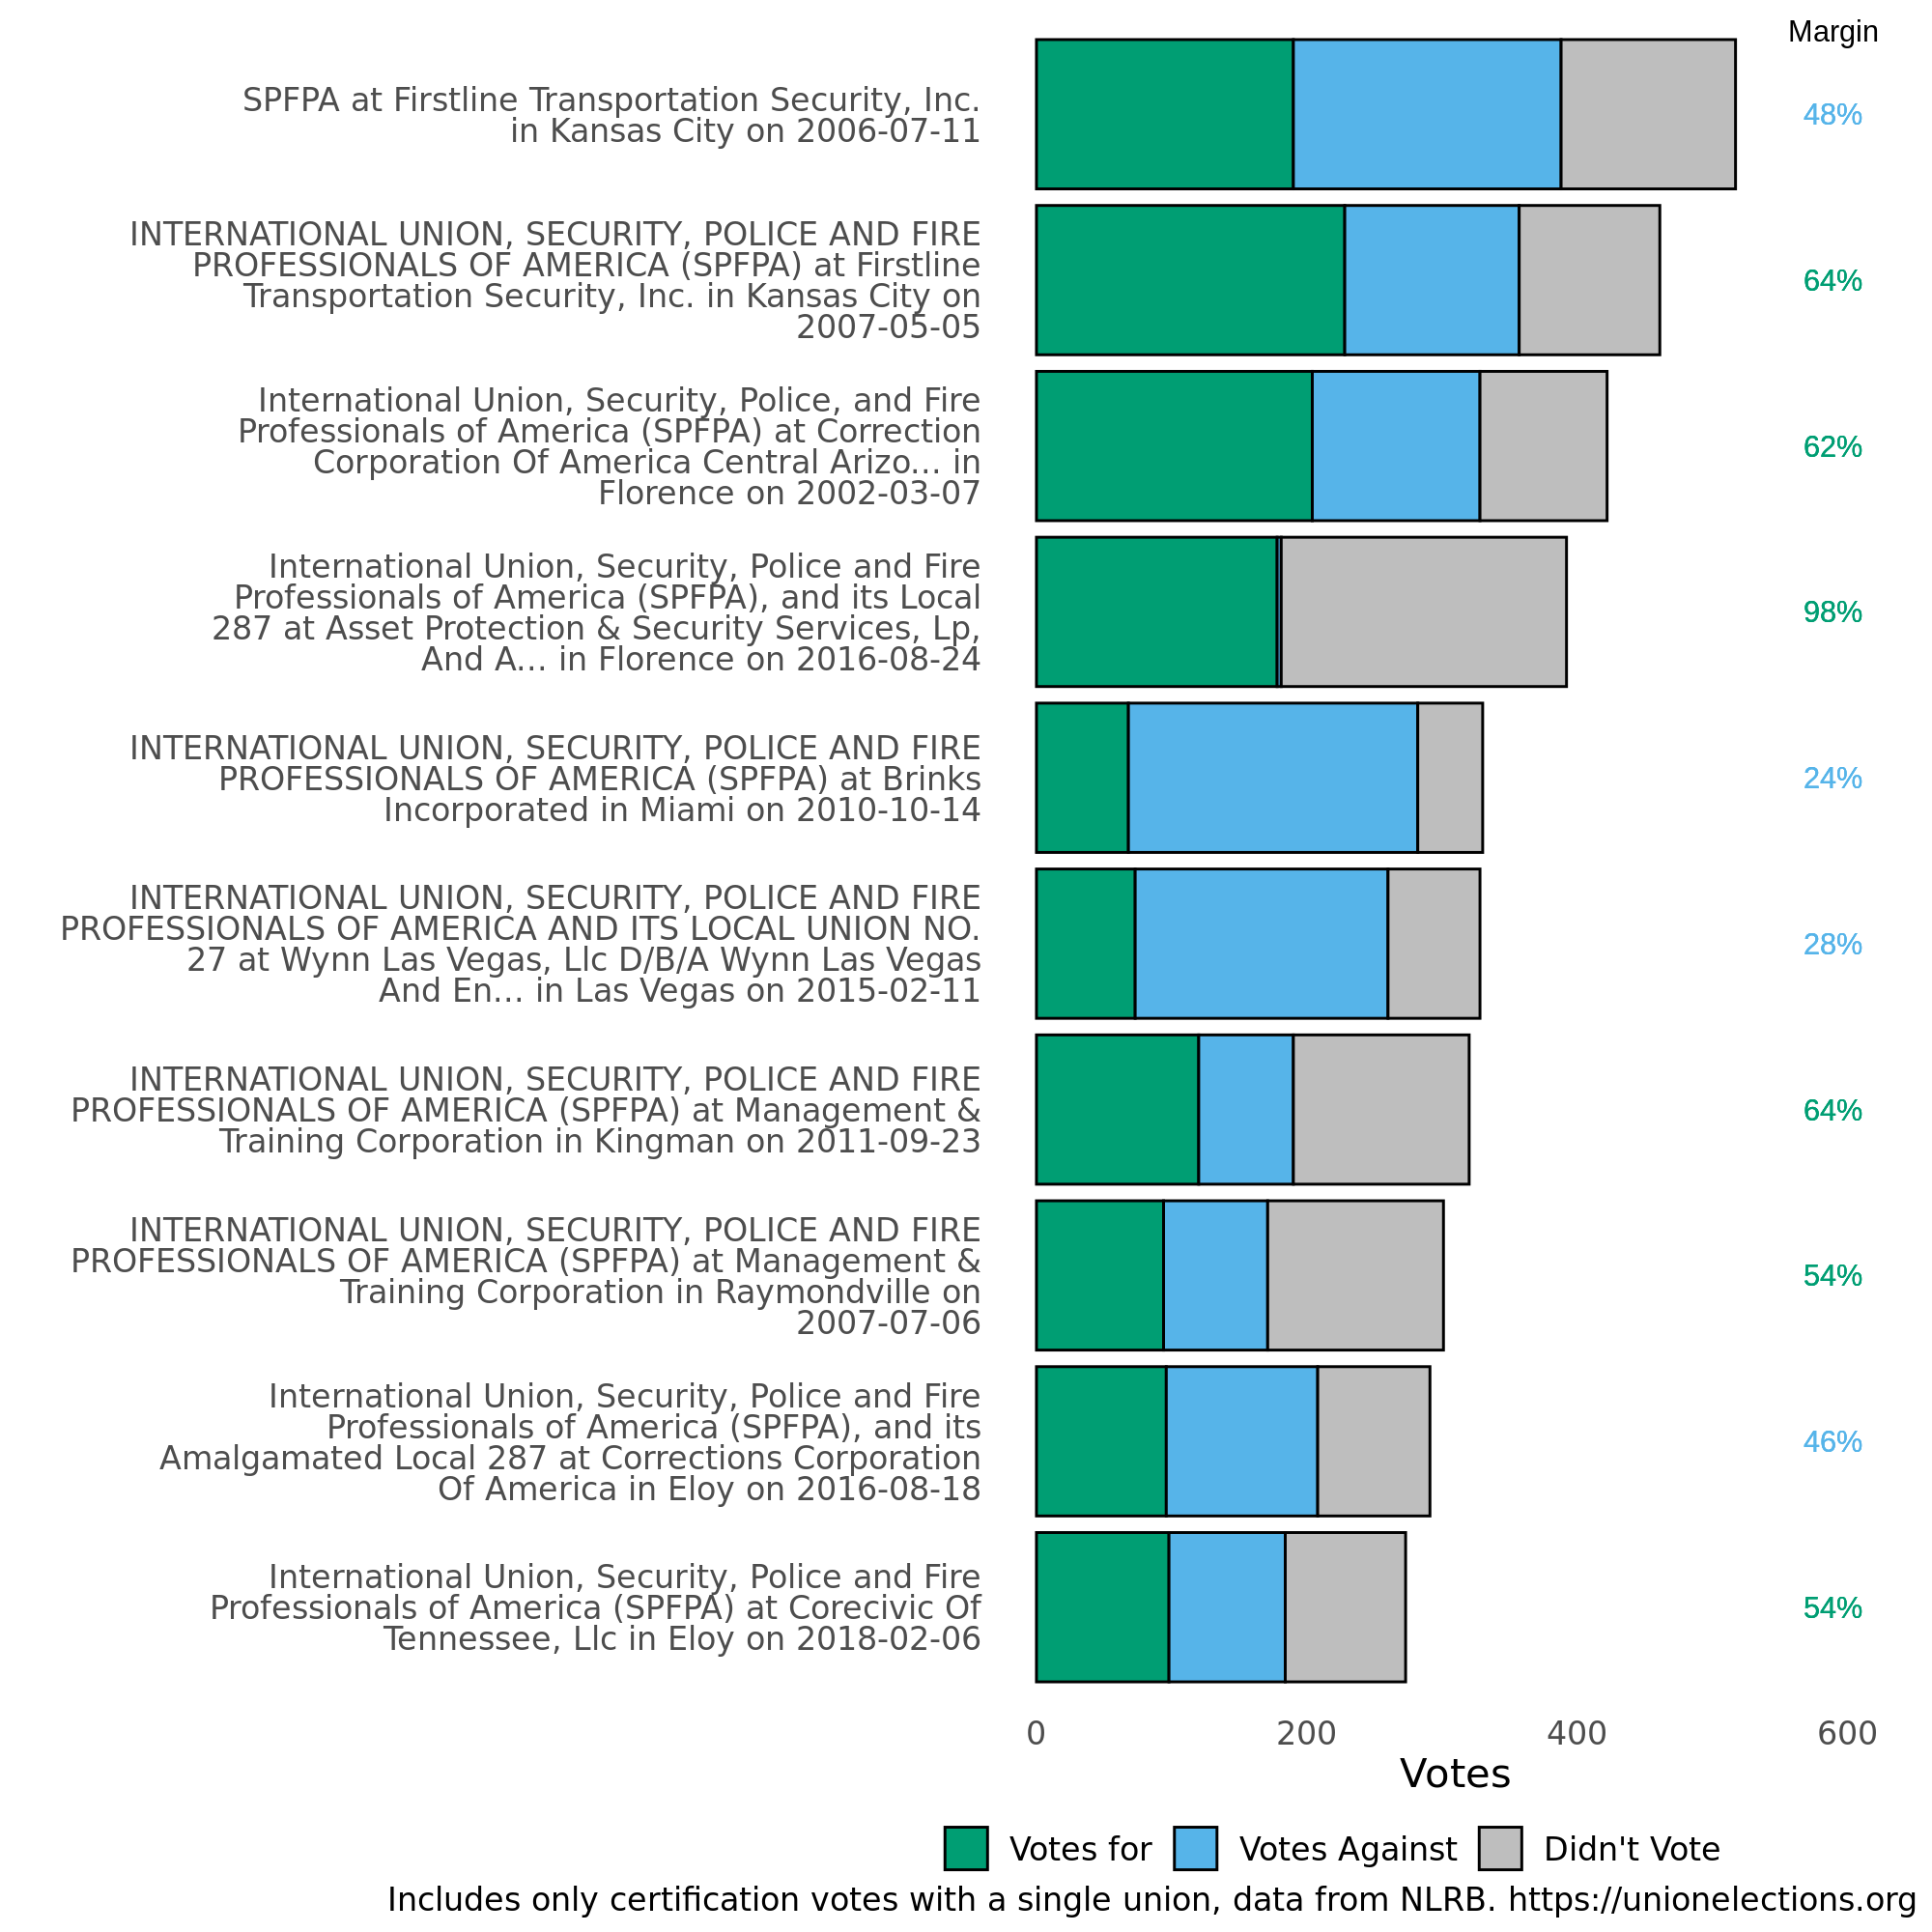 Margin
SPFPA at Firstline Transportation Security, Inc.
in Kansas City on 2006-07-11
48%
INTERNATIONAL UNION, SECURITY, POLICE AND FIRE
PROFESSIONALS OF AMERICA (SPFPA) at Firstline
Transportation Security, Inc. in Kansas City on
2007-05-05
64%
International Union, Security, Police, and Fire
Professionals of America (SPFPA) at Correction
Corporation Of America Central Arizo... in
Florence on 2002-03-07
62%
International Union, Security, Police and Fire
Professionals of America (SPFPA), and its Local
287 at Asset Protection & Security Services, Lp,
And A... in Florence on 2016-08-24
98%
INTERNATIONAL UNION, SECURITY, POLICE AND FIRE
PROFESSIONALS OF AMERICA (SPFPA) at Brinks
Incorporated in Miami on 2010-10-14
24%
INTERNATIONAL UNION, SECURITY, POLICE AND FIRE
PROFESSIONALS OF AMERICA AND ITS LOCAL UNION NO.
27 at Wynn Las Vegas, Llc D/B/A Wynn Las Vegas
And En... in Las Vegas on 2015-02-11
28%
INTERNATIONAL UNION, SECURITY, POLICE AND FIRE
PROFESSIONALS OF AMERICA (SPFPA) at Management &
Training Corporation in Kingman on 2011-09-23
64%
INTERNATIONAL UNION, SECURITY, POLICE AND FIRE
PROFESSIONALS OF AMERICA (SPFPA) at Management &
Training Corporation in Raymondville on
2007-07-06
54%
International Union, Security, Police and Fire
Professionals of America (SPFPA), and its
Amalgamated Local 287 at Corrections Corporation
Of America in Eloy on 2016-08-18
46%
International Union, Security, Police and Fire
Professionals of America (SPFPA) at Corecivic Of
Tennessee, Llc in Eloy on 2018-02-06
54%
0 200 400 600
Votes
Votes for Votes Against Didn't Vote
Includes only certification votes with a single union, data from NLRB. https://unionelections.org